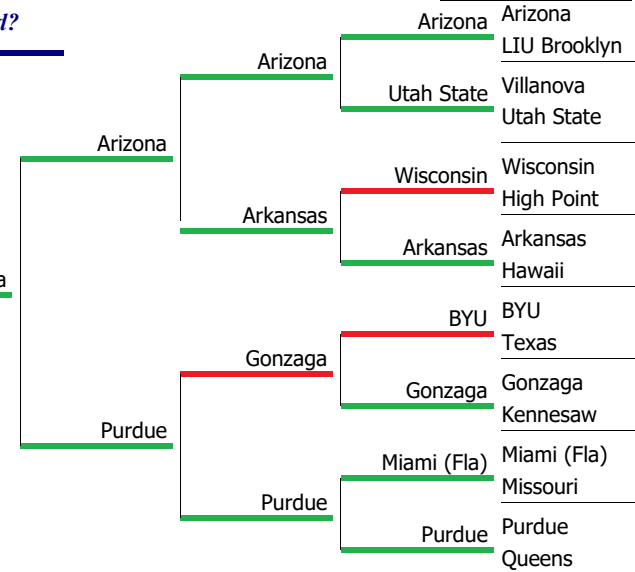 d?
Arizona
LIU Brooklyn
Villanova
Utah State
Wisconsin
High Point
Arkansas
Hawaii
BYU
Texas
Gonzaga
Kennesaw
Miami (Fla)
Missouri
Purdue
Queens
Arizona
Utah State
Wisconsin
Arkansas
BYU
Gonzaga
Miami (Fla)
Purdue
Arizona
Arkansas
Gonzaga
Purdue
Arizona
Purdue
a